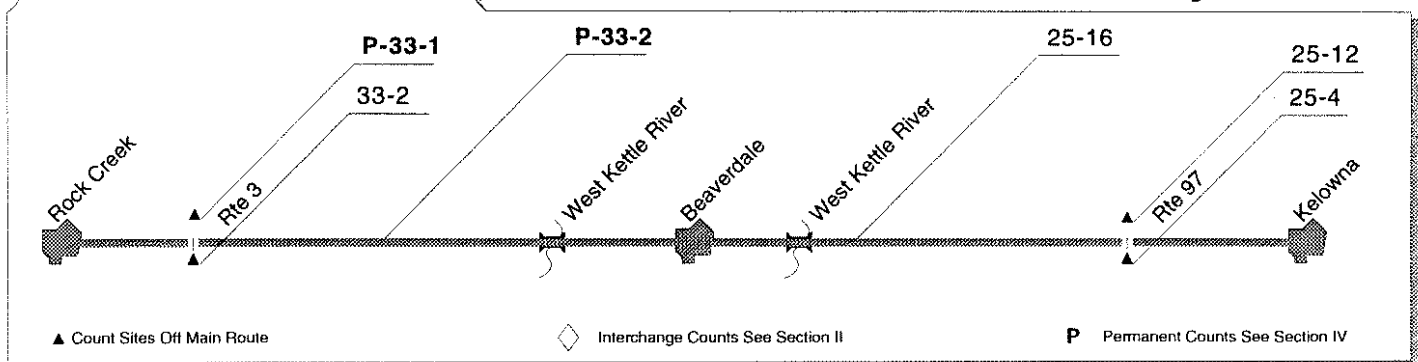 P-33-1
33-2
P-33-2
25-16
25-12
25-4
Rock Creek
Rte 3
West Kettle River
Beaverdale
West Kettle River
Rte 97
Kelowna
▲ Count Sites Off Main Route
Interchange Counts See Section II
P Permanent Counts See Section IV